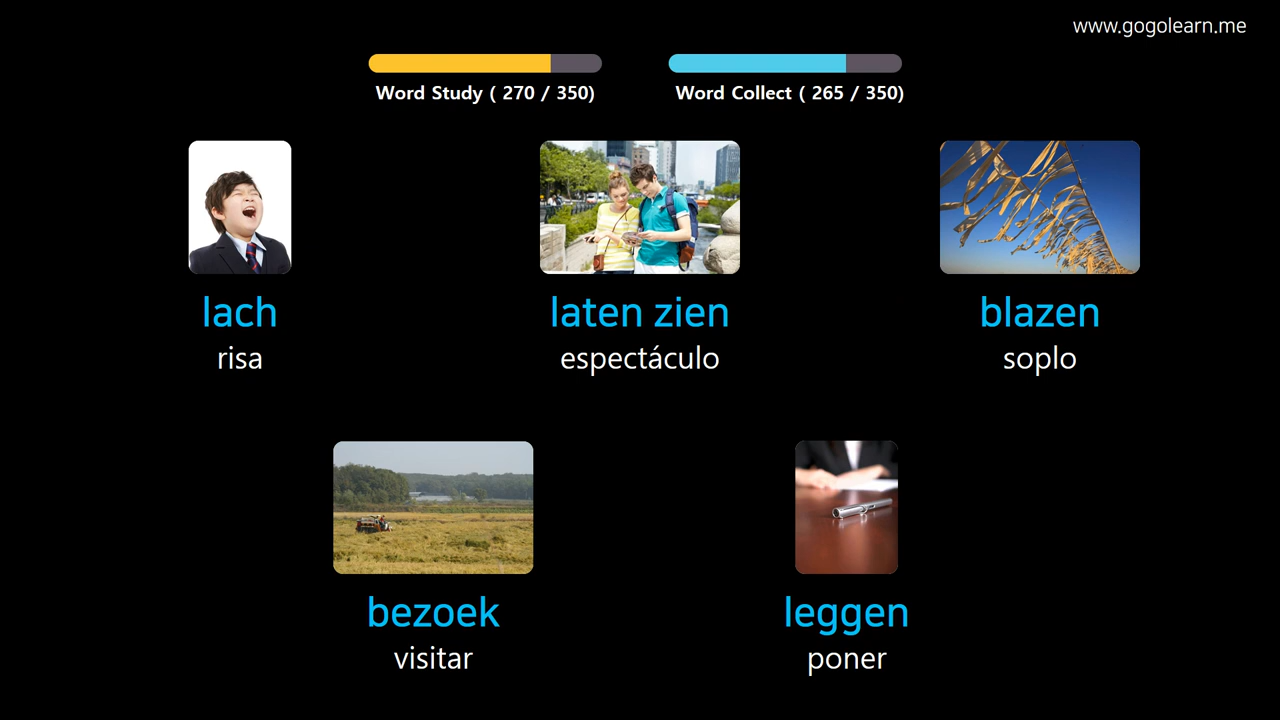 www.gogolearn.me
Word Study ( 270 / 350)
Word Collect ( 265 / 350)
lach
risa
laten zien
espectáculo
blazen
soplo
bezoek
visitar
leggen
poner